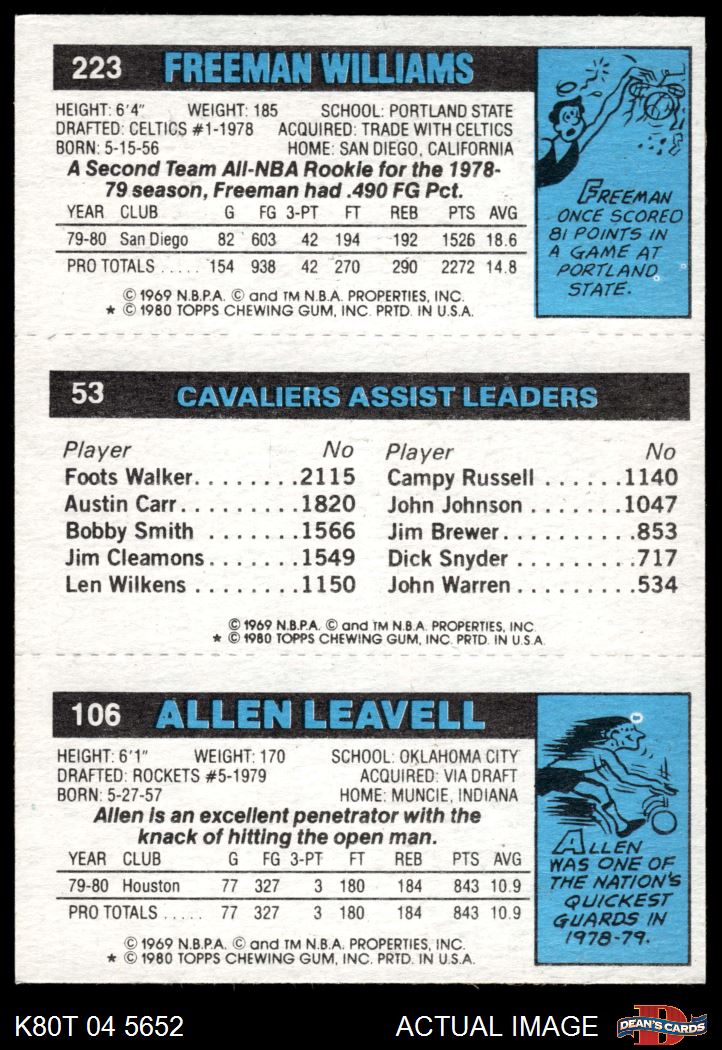 223 FREEMAN WILLIAMS
HEIGHT: 6'4" WEIGHT: 185 SCHOOL: PORTLAND STATE
DRAFTED: CELTICS #1-1978 ACQUIRED: TRADE WITH CELTICS
BORN: 5-15-56 HOME: SAN DIEGO, CALIFORNIA
A Second Team All-NBA Rookie for the 1978-
79 season, Freeman had .490 FG Pct.
YEAR CLUB G FG 3-PT FT REB PTS AVG
79-80 San Diego 82 603 42 194 192 1526 18.6
PRO TOTALS ..... 154 938 42 270 290 2272 14.8
© 1969 N.B.P.A. © and TM N.B.A. PROPERTIES, INC.
★ © 1980 TOPPS CHEWING GUM, INC. PRTD. IN U.S.A.
FREEMAN
ONCE SCORED
81 POINTS IN
A GAME AT
PORTLAND
STATE.
53 CAVALIERS ASSIST LEADERS
Player No Player No
Foots Walker........2115 Campy Russell......1140
Austin Carr.........1820 John Johnson.......1047
Bobby Smith........1566 Jim Brewer.........853
Jim Cleamons.......1549 Dick Snyder........717
Len Wilkens........1150 John Warren........534
© 1969 N.B.P.A. © and TM N.B.A. PROPERTIES, INC.
★ © 1980 TOPPS CHEWING GUM, INC. PRTD. IN U.S.A.
106 ALLEN LEAVELL
HEIGHT: 6'1" WEIGHT: 170 SCHOOL: OKLAHOMA CITY
DRAFTED: ROCKETS #5-1979 ACQUIRED: VIA DRAFT
BORN: 5-27-57 HOME: MUNCIE, INDIANA
Allen is an excellent penetrator with the
knack of hitting the open man.
YEAR CLUB G FG 3-PT FT REB PTS AVG
79-80 Houston 77 327 3 180 184 843 10.9
PRO TOTALS ..... 77 327 3 180 184 843 10.9
© 1969 N.B.P.A. © and TM N.B.A. PROPERTIES, INC.
★ © 1980 TOPPS CHEWING GUM, INC. PRTD. IN U.S.A.
ALLEN
WAS ONE OF
THE NATION'S
QUICKEST
GUARDS IN
1978-79.
K80T 04 5652 ACTUAL IMAGE D DEAN'S CARDS